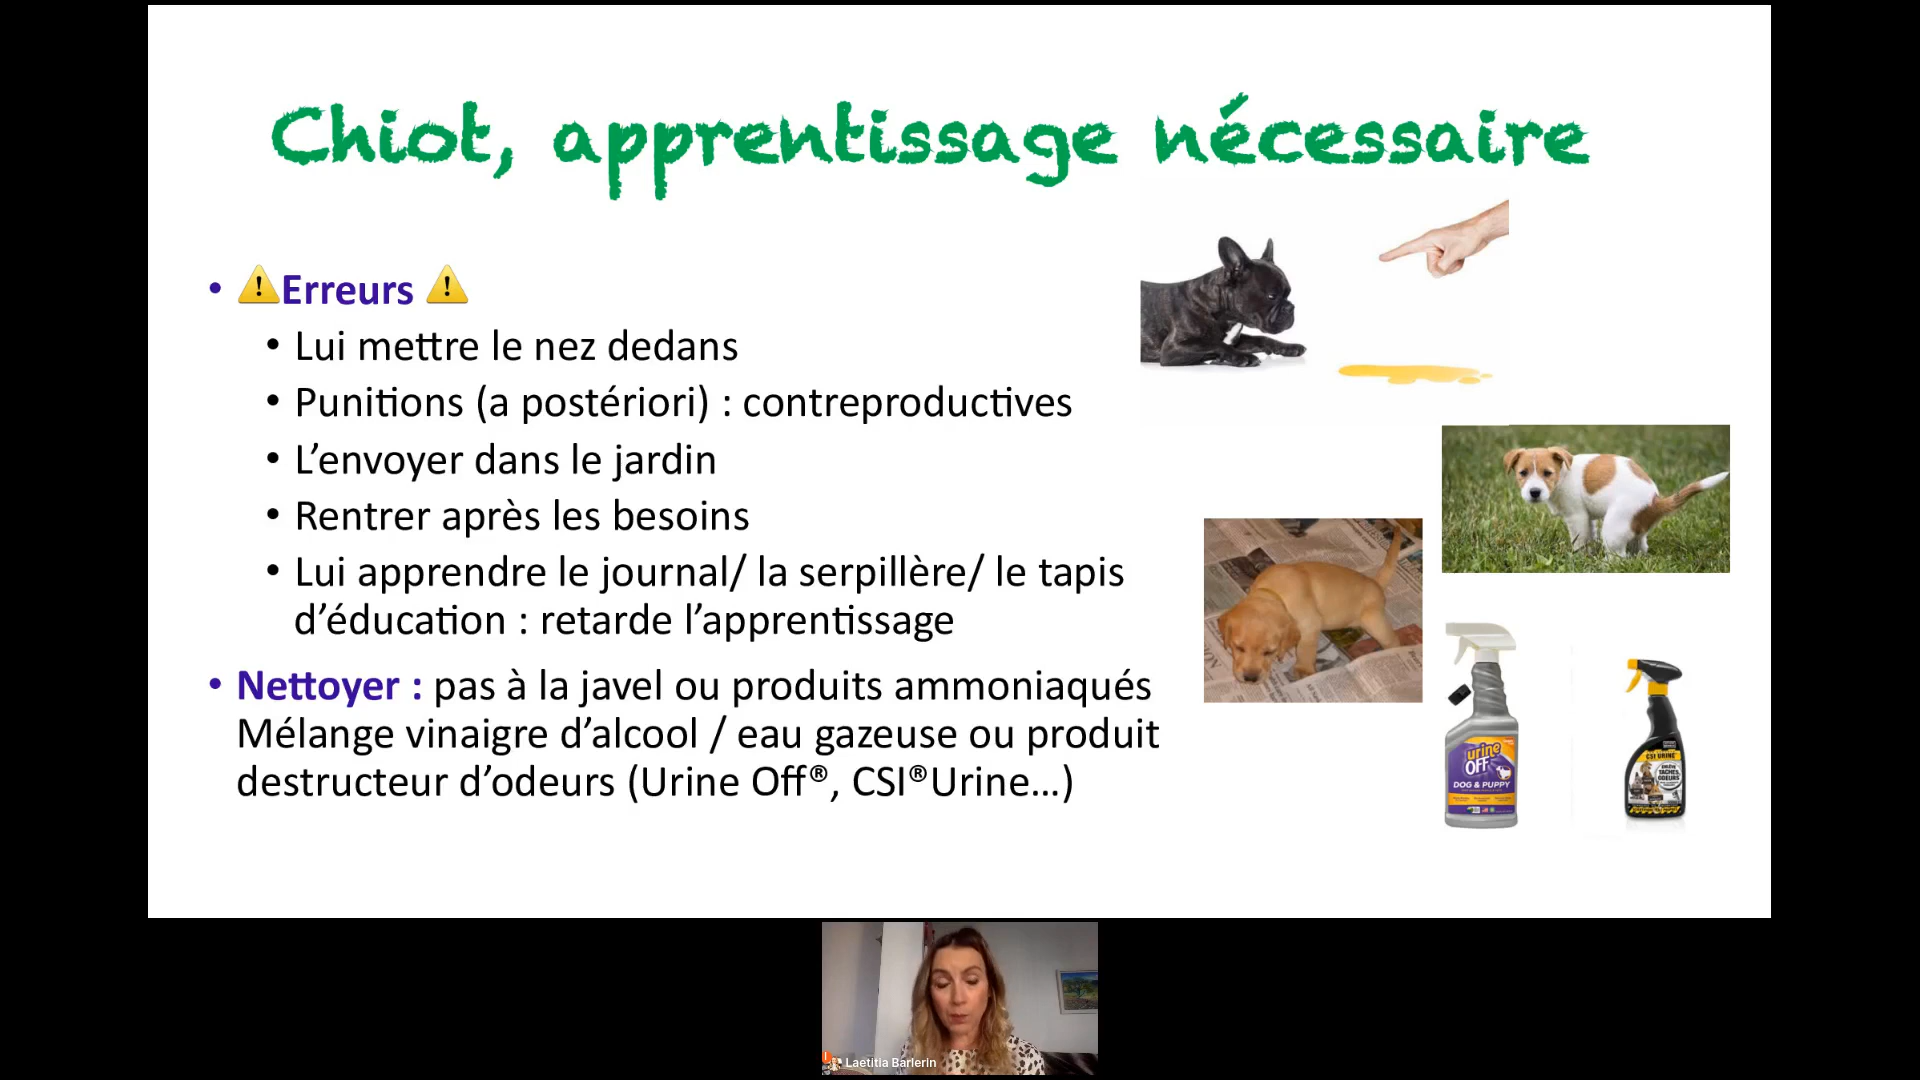 Chiot, apprentissage nécessaire
• ⚠️Erreurs ⚠️
• Lui mettre le nez dedans
• Punitions (a postériori) : contreproductives
• L’envoyer dans le jardin
• Rentrer après les besoins
• Lui apprendre le journal/ la serpillère/ le tapis
d’éducation : retarde l’apprentissage
• Nettoyer : pas à la javel ou produits ammoniaqués
Mélange vinaigre d’alcool / eau gazeuse ou produit
destructeur d’odeurs (Urine Off®, CSI®Urine…)
urine
OFF
DOG & PUPPY
CSI URINE
TACHES
ODEURS
Laetitia Barlerin